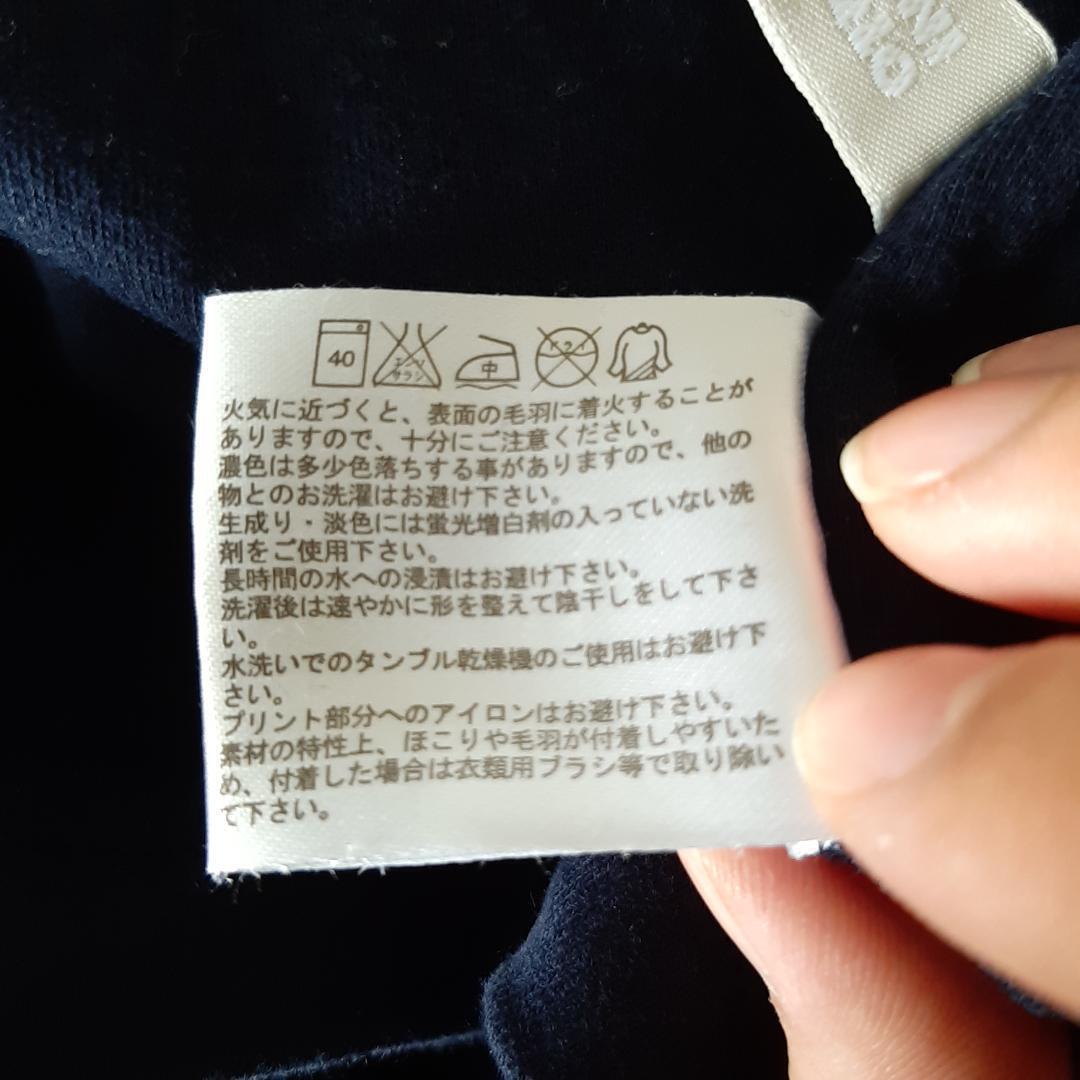 40
エンソ
サラシ
中
ドライ
火気に近づくと、表面の毛羽に着火することが
ありますので、十分にご注意ください。
濃色は多少色落ちする事がありますので、他の
物とのお洗濯はお避け下さい。
生成り・淡色には蛍光増白剤の入っていない洗
剤をご使用下さい。
長時間の水への浸漬はお避け下さい。
洗濯後は速やかに形を整えて陰干しをして下さ
い。
水洗いでのタンブル乾燥機のご使用はお避け下
さい。
プリント部分へのアイロンはお避け下さい。
素材の特性上、ほこりや毛羽が付着しやすいた
め、付着した場合は衣類用ブラシ等で取り除い
て下さい。